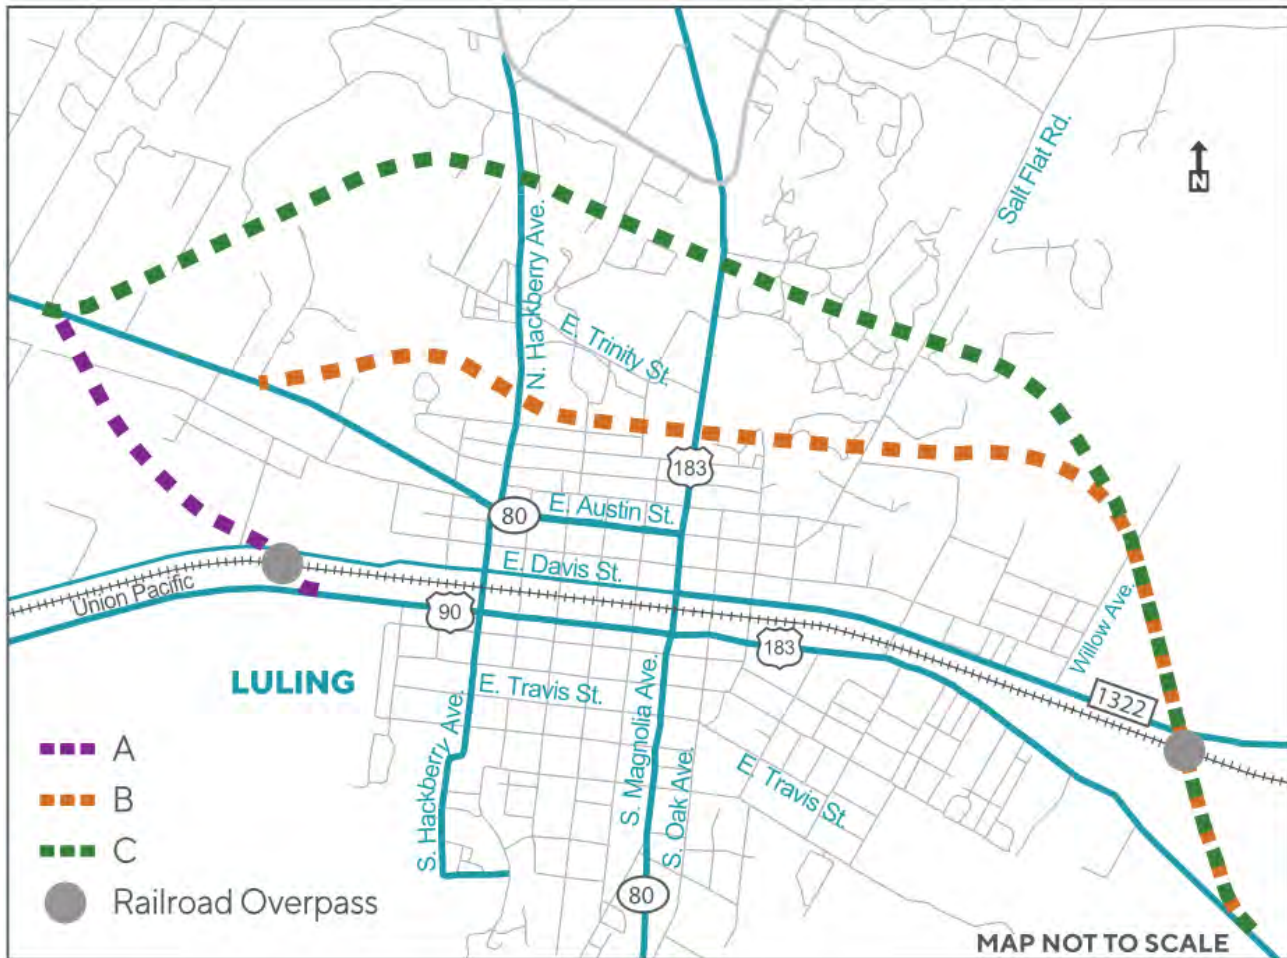 Salt Flat Rd.
N
N. Hackberry Ave.
E. Trinity St.
183
80
E. Austin St.
E. Davis St.
Union Pacific
90
183
Willow Ave.
LULING
E. Travis St.
1322
S. Hackberry Ave.
S. Magnolia Ave.
S. Oak Ave.
E. Travis St.
A
B
C
Railroad Overpass
80
MAP NOT TO SCALE